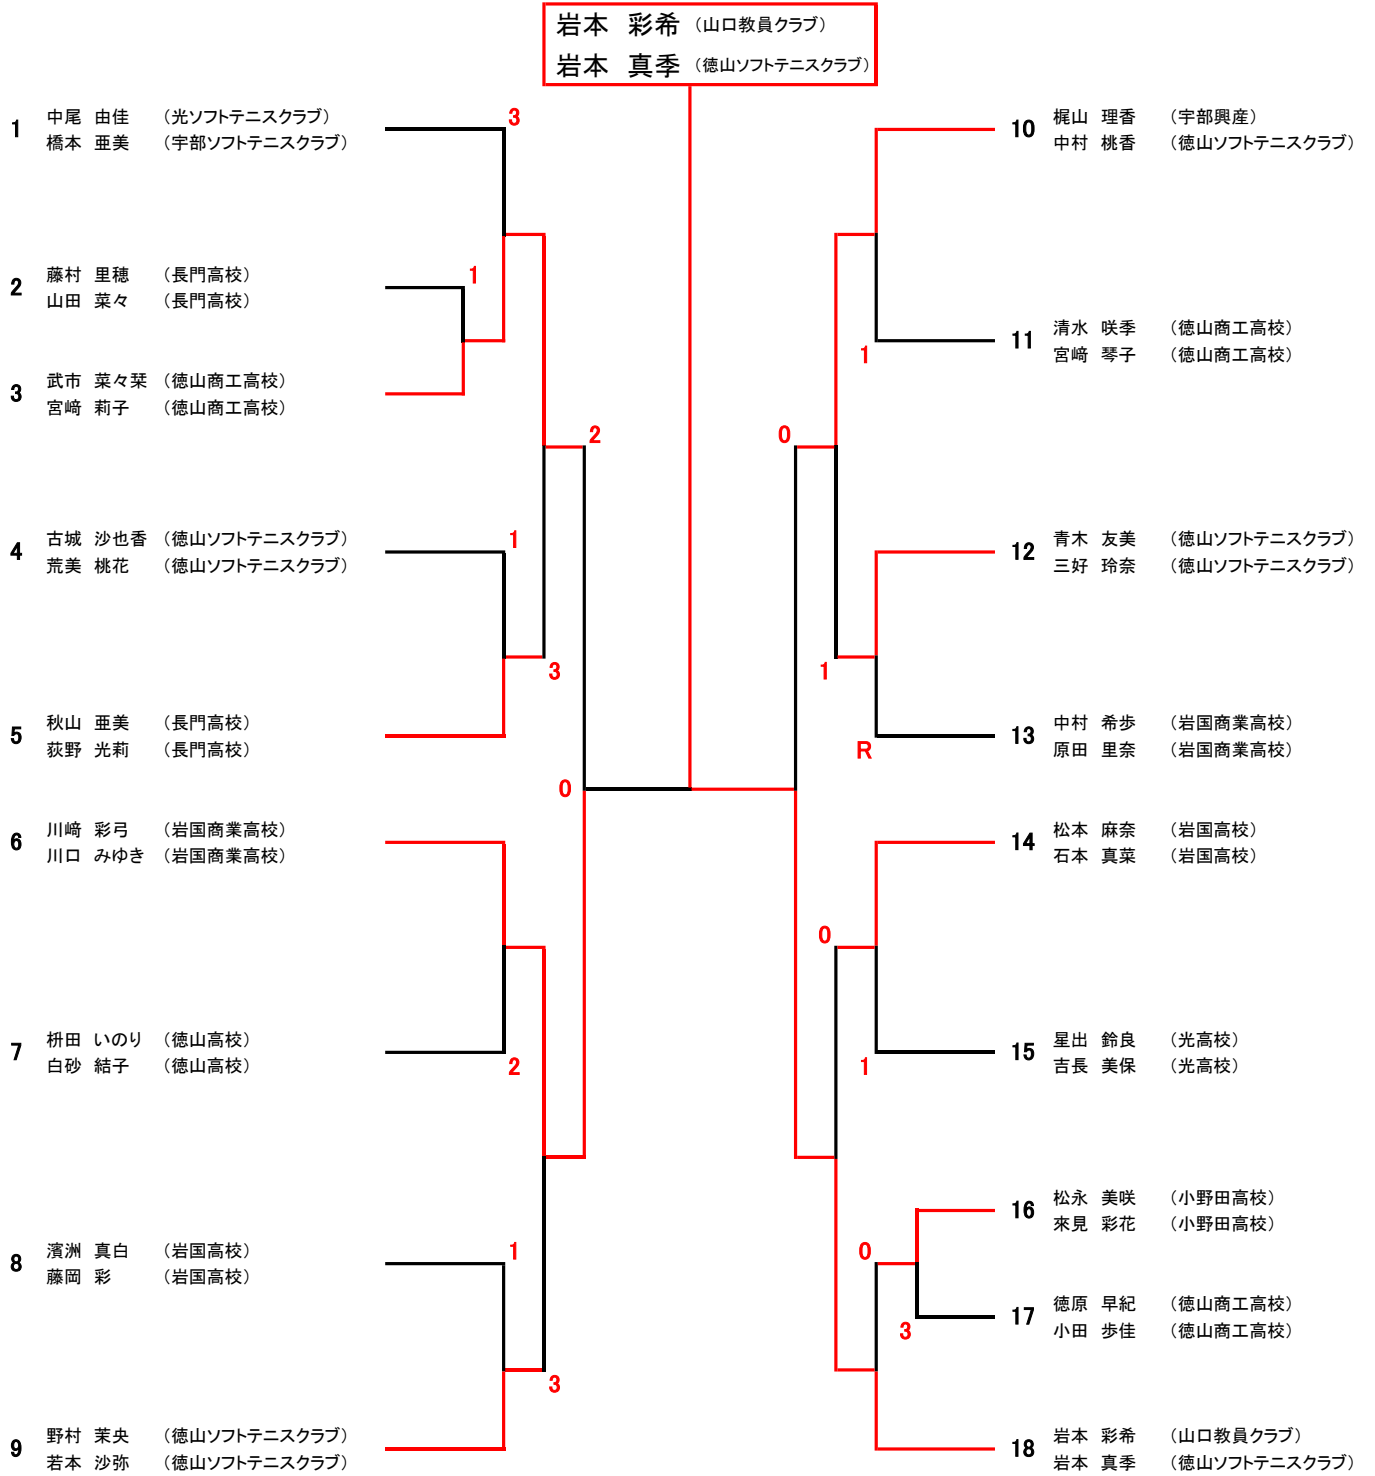 岩本 彩希 （山口教員クラブ）
岩本 真季 （徳山ソフトテニスクラブ）
1 中尾 由佳 （光ソフトテニスクラブ）
橋本 亜美 （宇部ソフトテニスクラブ）
3
2 藤村 里穂 （長門高校）
山田 菜々 （長門高校）
1
3 武市 菜々栞 （徳山商工高校）
宮﨑 莉子 （徳山商工高校）
2
4 古城 沙也香 （徳山ソフトテニスクラブ）
荒美 桃花 （徳山ソフトテニスクラブ）
1
3
5 秋山 亜美 （長門高校）
荻野 光莉 （長門高校）
0
6 川﨑 彩弓 （岩国商業高校）
川口 みゆき （岩国商業高校）
7 枡田 いのり （徳山高校）
白砂 結子 （徳山高校）
2
8 濱洲 真白 （岩国高校）
藤岡 彩 （岩国高校）
1
3
9 野村 茉央 （徳山ソフトテニスクラブ）
若本 沙弥 （徳山ソフトテニスクラブ）
10 梶山 理香 （宇部興産）
中村 桃香 （徳山ソフトテニスクラブ）
11 清水 咲季 （徳山商工高校）
宮﨑 琴子 （徳山商工高校）
1
0
12 青木 友美 （徳山ソフトテニスクラブ）
三好 玲奈 （徳山ソフトテニスクラブ）
1
13 中村 希歩 （岩国商業高校）
原田 里奈 （岩国商業高校）
R
14 松本 麻奈 （岩国高校）
石本 真菜 （岩国高校）
0
15 星出 鈴良 （光高校）
吉長 美保 （光高校）
1
16 松永 美咲 （小野田高校）
來見 彩花 （小野田高校）
0
17 徳原 早紀 （徳山商工高校）
小田 歩佳 （徳山商工高校）
3
18 岩本 彩希 （山口教員クラブ）
岩本 真季 （徳山ソフトテニスクラブ）